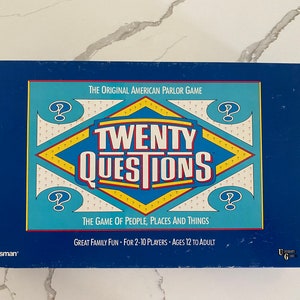 THE ORIGINAL AMERICAN PARLOR GAME
?
?
TWENTY
QUESTIONS
?
?
THE GAME OF PEOPLE, PLACES AND THINGS
GREAT FAMILY FUN • FOR 2-10 PLAYERS • AGES 12 TO ADULT
sman
U
G